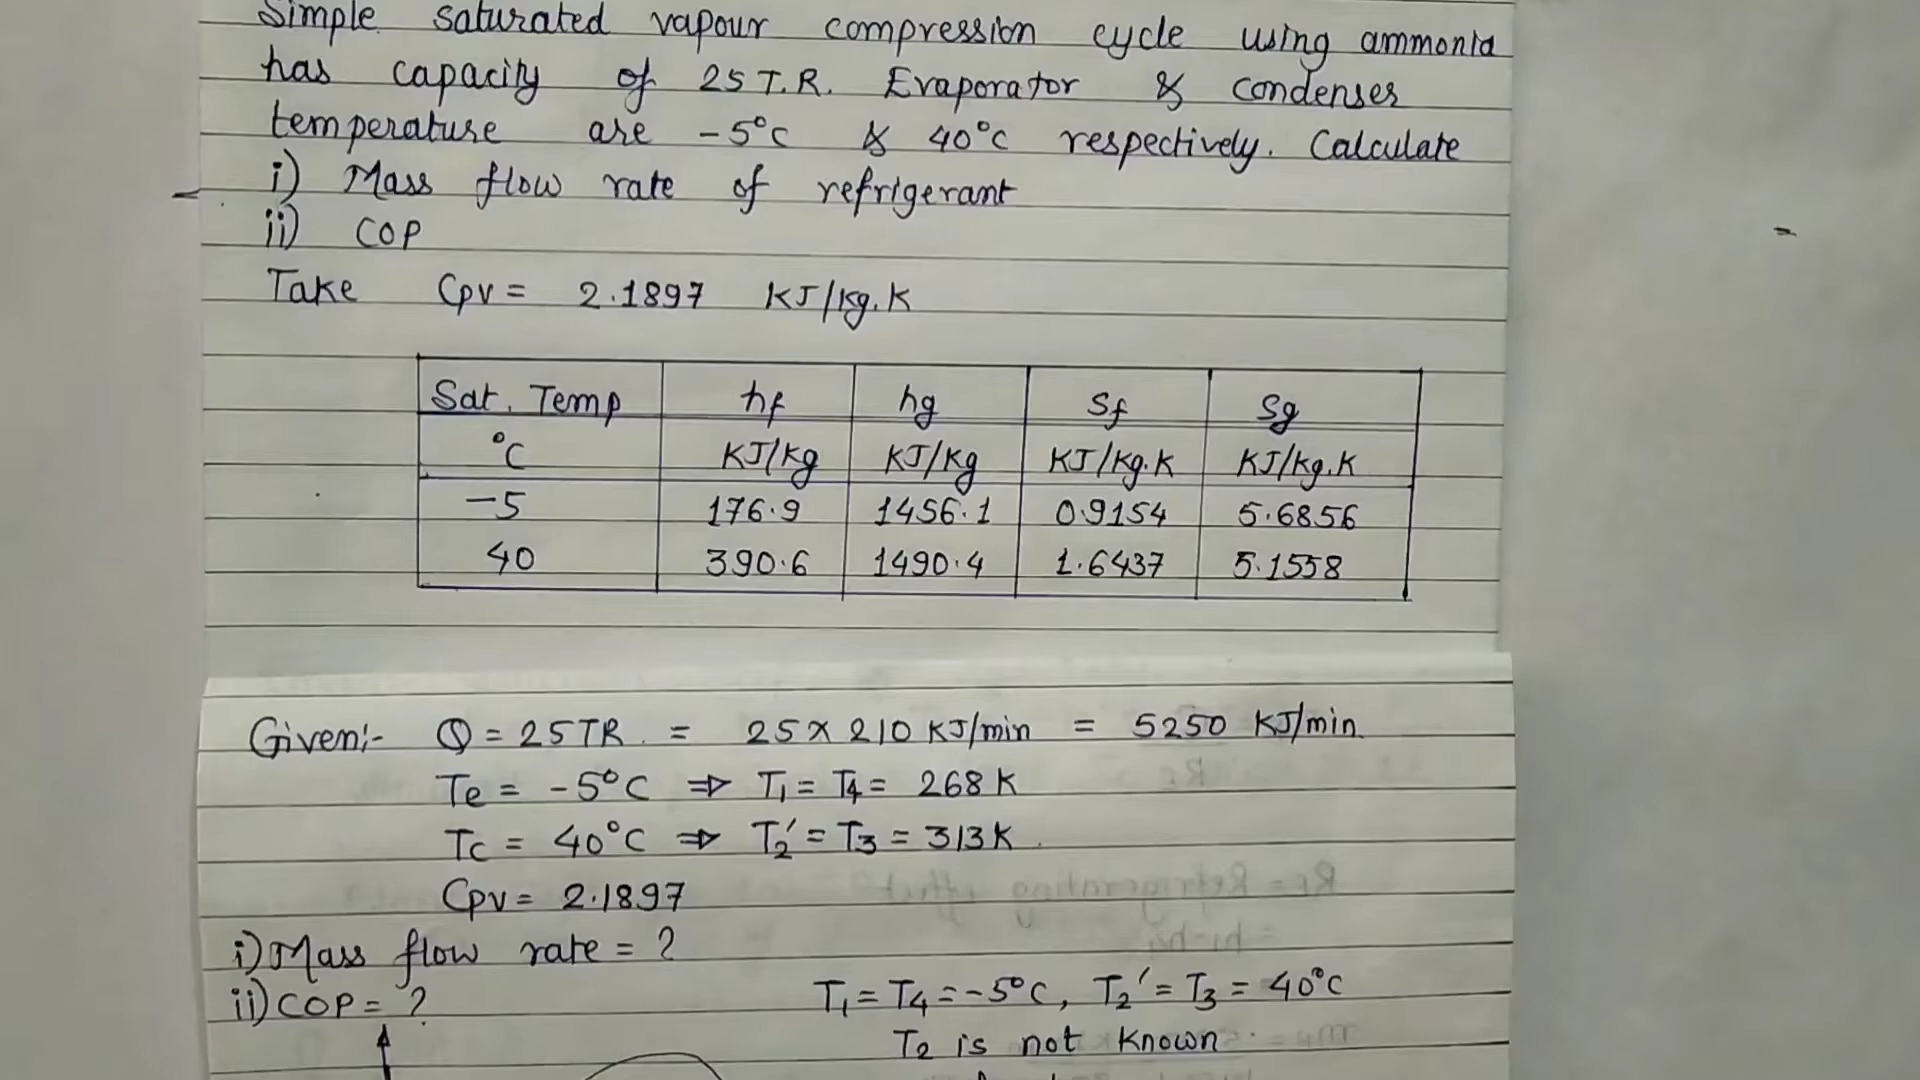 Simple saturated vapour compression cycle using ammonia
has capacity of 25 T.R. Evaporator & condenser
temperature are -5°C & 40°C respectively. Calculate
i) Mass flow rate of refrigerant
ii) COP
Take Cpv = 2.1897 KJ/kg.K
Sat. Temp hf hg Sf Sg
°C KJ/kg KJ/kg KJ/kg.K KJ/kg.K
-5 176.9 1456.1 0.9154 5.6856
40 390.6 1490.4 1.6437 5.1558
Given:- Q = 25TR. = 25 x 210 KJ/min = 5250 KJ/min.
Te = -5°C ⇒ T1 = T4 = 268 K
Tc = 40°C ⇒ T2' = T3 = 313K.
Cpv = 2.1897
i) Mass flow rate = ?
ii) COP = ?
T1 = T4 = -5°C, T2' = T3 = 40°C
T2 is not known.